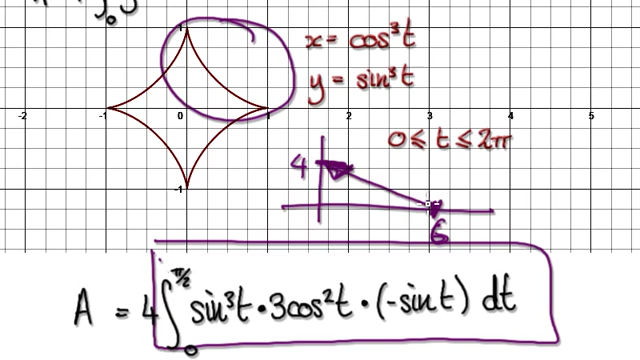 x = cos³t
y = sin³t
0 ≤ t ≤ 2π
1
-2 -1 0 1 2 3 4 5
-1
4
6
A = 4∫₀^(π/2) sin³t · 3cos²t · (-sin t) dt